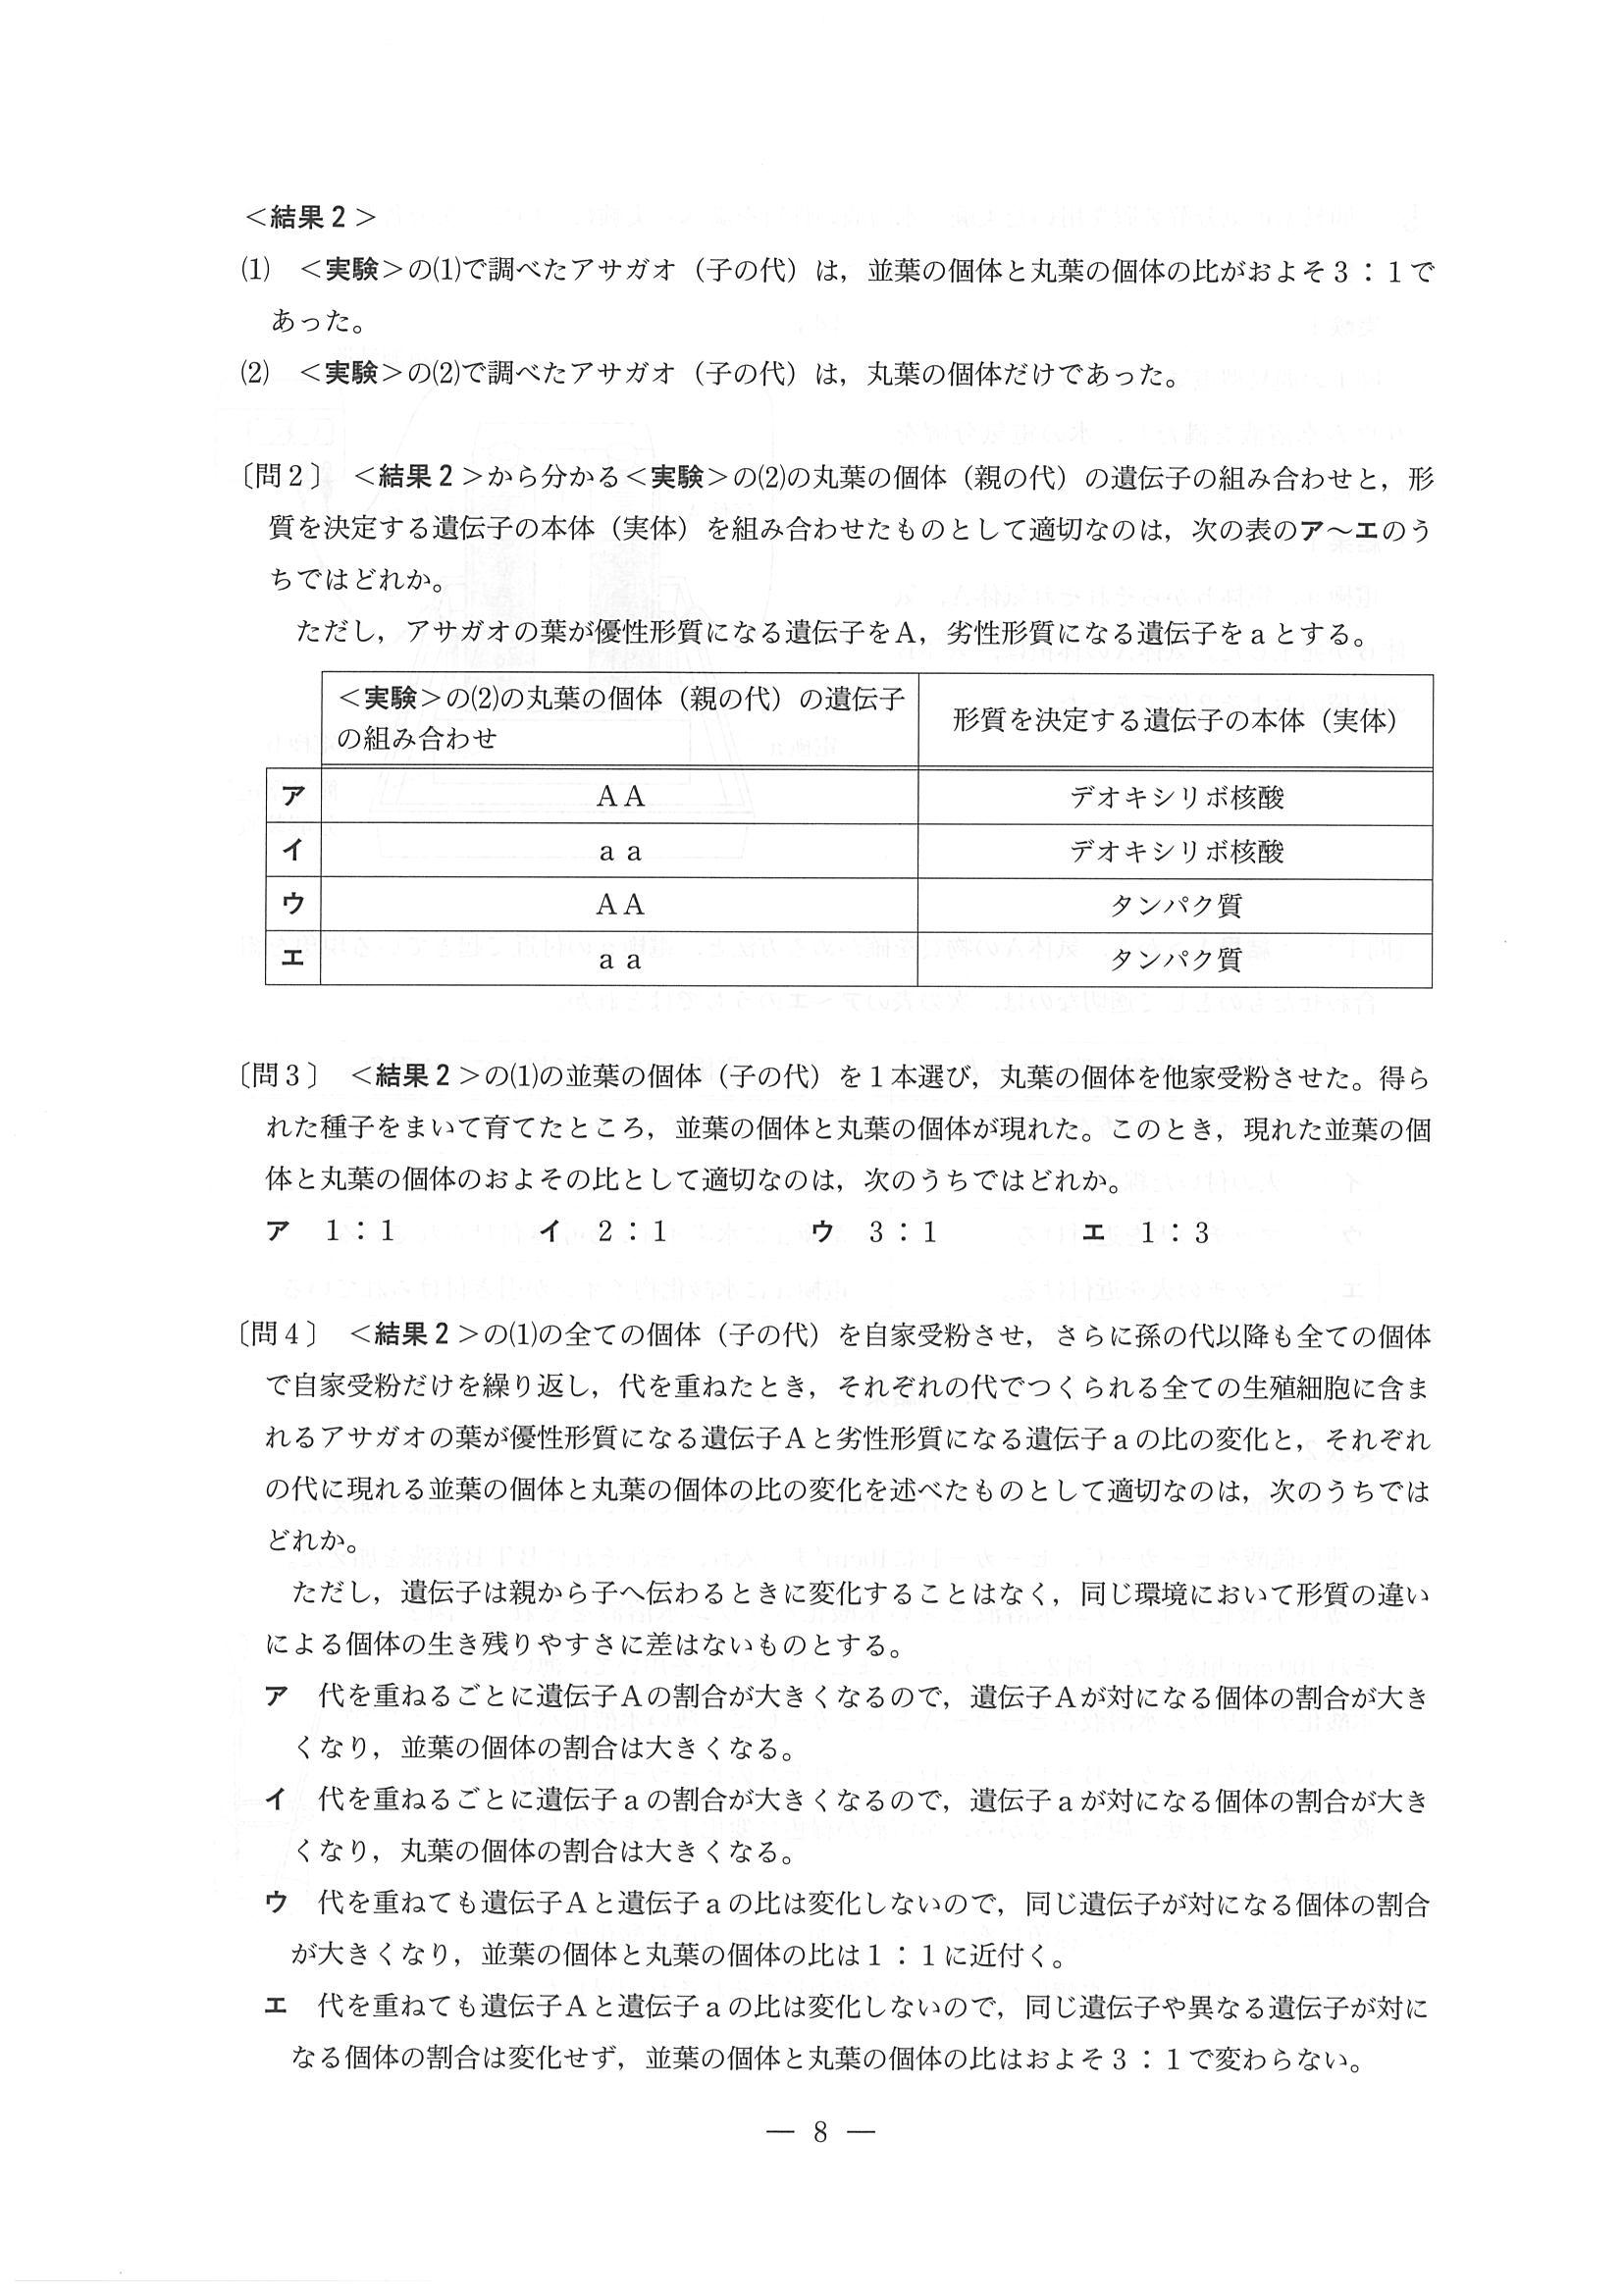 ＜結果２＞
⑴　＜実験＞の⑴で調べたアサガオ（子の代）は，並葉の個体と丸葉の個体の比がおよそ３：１で
あった。
⑵　＜実験＞の⑵で調べたアサガオ（子の代）は，丸葉の個体だけであった。
〔問２〕　＜結果２＞から分かる＜実験＞の⑵の丸葉の個体（親の代）の遺伝子の組み合わせと，形
質を決定する遺伝子の本体（実体）を組み合わせたものとして適切なのは，次の表のア～エのう
ちではどれか。
ただし，アサガオの葉が優性形質になる遺伝子をＡ，劣性形質になる遺伝子をａとする。
＜実験＞の⑵の丸葉の個体（親の代）の遺伝子
の組み合わせ
形質を決定する遺伝子の本体（実体）
ア　ＡＡ　デオキシリボ核酸
イ　ａａ　デオキシリボ核酸
ウ　ＡＡ　タンパク質
エ　ａａ　タンパク質
〔問３〕　＜結果２＞の⑴の並葉の個体（子の代）を１本選び，丸葉の個体を他家受粉させた。得ら
れた種子をまいて育てたところ，並葉の個体と丸葉の個体が現れた。このとき，現れた並葉の個
体と丸葉の個体のおよその比として適切なのは，次のうちではどれか。
ア　１：１　イ　２：１　ウ　３：１　エ　１：３
〔問４〕　＜結果２＞の⑴の全ての個体（子の代）を自家受粉させ，さらに孫の代以降も全ての個体
で自家受粉だけを繰り返し，代を重ねたとき，それぞれの代でつくられる全ての生殖細胞に含ま
れるアサガオの葉が優性形質になる遺伝子Ａと劣性形質になる遺伝子ａの比の変化と，それぞれ
の代に現れる並葉の個体と丸葉の個体の比の変化を述べたものとして適切なのは，次のうちでは
どれか。
ただし，遺伝子は親から子へ伝わるときに変化することはなく，同じ環境において形質の違い
による個体の生き残りやすさに差はないものとする。
ア　代を重ねるごとに遺伝子Ａの割合が大きくなるので，遺伝子Ａが対になる個体の割合が大き
くなり，並葉の個体の割合は大きくなる。
イ　代を重ねるごとに遺伝子ａの割合が大きくなるので，遺伝子ａが対になる個体の割合が大き
くなり，丸葉の個体の割合は大きくなる。
ウ　代を重ねても遺伝子Ａと遺伝子ａの比は変化しないので，同じ遺伝子が対になる個体の割合
が大きくなり，並葉の個体と丸葉の個体の比は１：１に近付く。
エ　代を重ねても遺伝子Ａと遺伝子ａの比は変化しないので，同じ遺伝子や異なる遺伝子が対に
なる個体の割合は変化せず，並葉の個体と丸葉の個体の比はおよそ３：１で変わらない。
― 8 ―